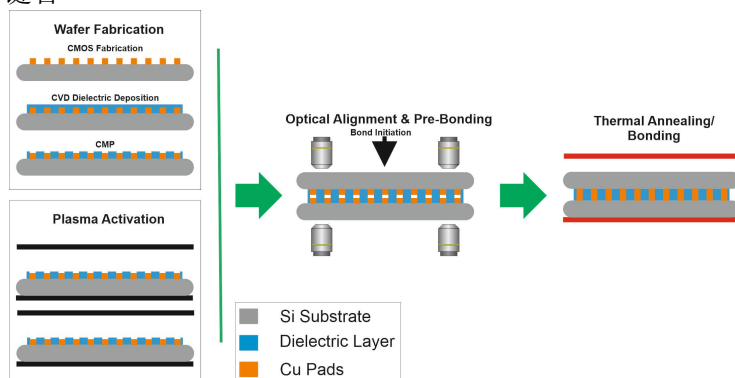 Wafer Fabrication
CMOS Fabrication
CVD Dielectric Deposition
CMP
Plasma Activation
Optical Alignment & Pre-Bonding
Bond Initiation
Thermal Annealing/
Bonding
Si Substrate
Dielectric Layer
Cu Pads